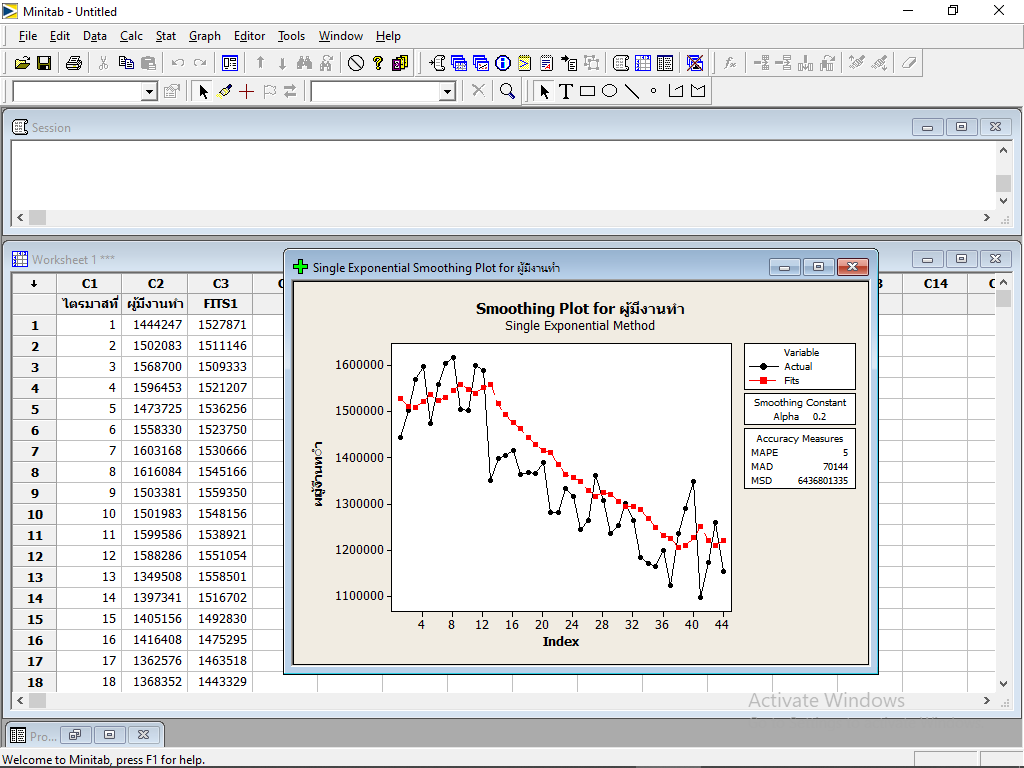 Minitab - Untitled
File Edit Data Calc Stat Graph Editor Tools Window Help
Session
Worksheet 1 ***
C1 C2 C3 C14
ไตรมาสที่ ผู้มีงานทำ FITS1
1 1 1444247 1527871
2 2 1502083 1511146
3 3 1568700 1509333
4 4 1596453 1521207
5 5 1473725 1536256
6 6 1558330 1523750
7 7 1603168 1530666
8 8 1616084 1545166
9 9 1503381 1559350
10 10 1501983 1548156
11 11 1599586 1538921
12 12 1588286 1551054
13 13 1349508 1558501
14 14 1397341 1516702
15 15 1405156 1492830
16 16 1416408 1475295
17 17 1362576 1463518
18 18 1368352 1443329
Single Exponential Smoothing Plot for ผู้มีงานทำ
Smoothing Plot for ผู้มีงานทำ
Single Exponential Method
1600000
1500000
1400000
1300000
1200000
1100000
ผู้มีงานทำ
4 8 12 16 20 24 28 32 36 40 44
Index
Variable
Actual
Fits
Smoothing Constant
Alpha 0.2
Accuracy Measures
MAPE 5
MAD 70144
MSD 6436801335
Activate Windows
Pro...
Welcome to Minitab, press F1 for help.